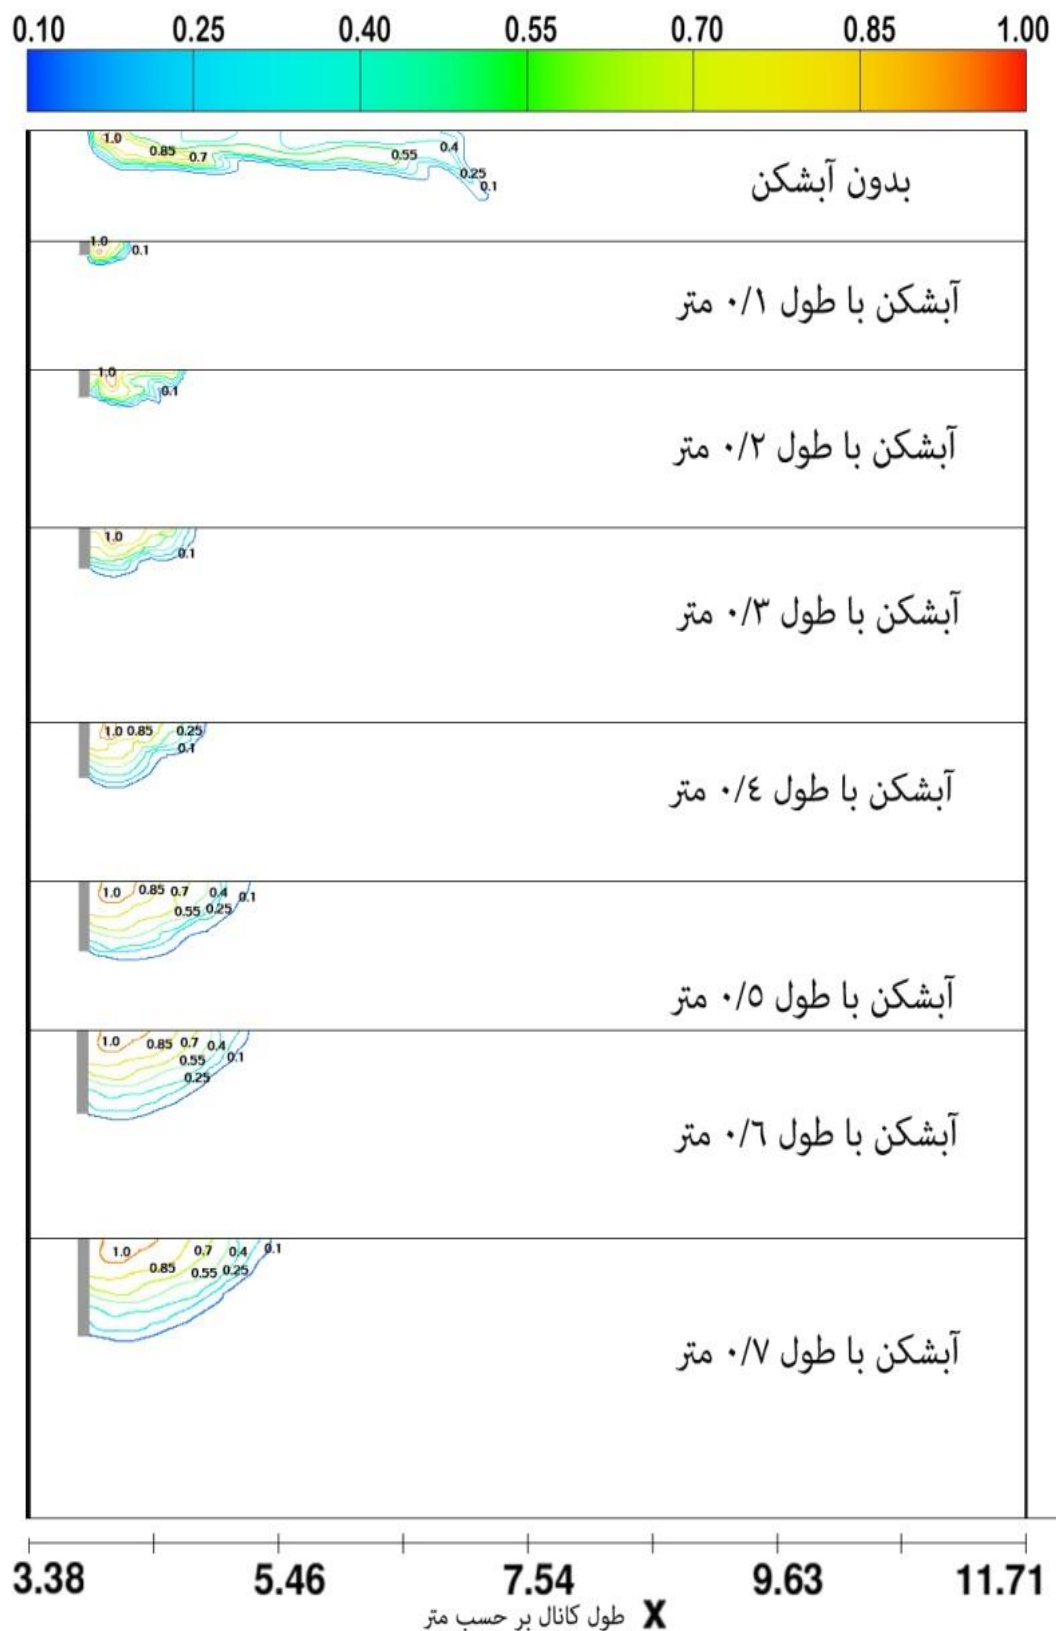 0.10 0.25 0.40 0.55 0.70 0.85 1.00
1.0 0.85 0.7 0.55 0.4 0.25 0.1
بدون آبشکن
1.0 0.1
آبشکن با طول ۰/۱ متر
1.0 0.1
آبشکن با طول ۰/۲ متر
1.0 0.1
آبشکن با طول ۰/۳ متر
1.0 0.85 0.25
0.1
آبشکن با طول ۰/٤ متر
1.0 0.85 0.7 0.4 0.1
0.55 0.25
آبشکن با طول ۰/٥ متر
1.0 0.85 0.7 0.4 0.1
0.55
0.25
آبشکن با طول ۰/٦ متر
1.0 0.7 0.4 0.1
0.85 0.55 0.25
آبشکن با طول ۰/۷ متر
3.38 5.46 7.54 9.63 11.71
X طول کانال بر حسب متر